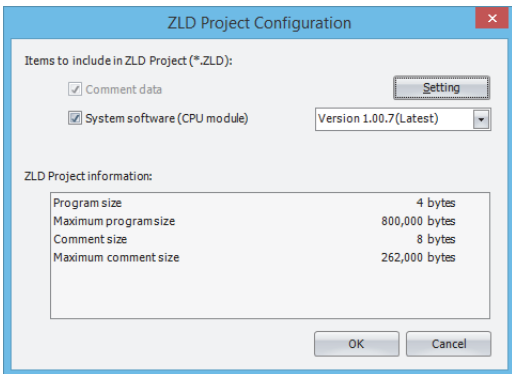 ZLD Project Configuration
Items to include in ZLD Project (*.ZLD):
Comment data
Setting
System software (CPU module)
Version 1.00.7(Latest)
ZLD Project information:
Program size 4 bytes
Maximum program size 800,000 bytes
Comment size 8 bytes
Maximum comment size 262,000 bytes
OK Cancel